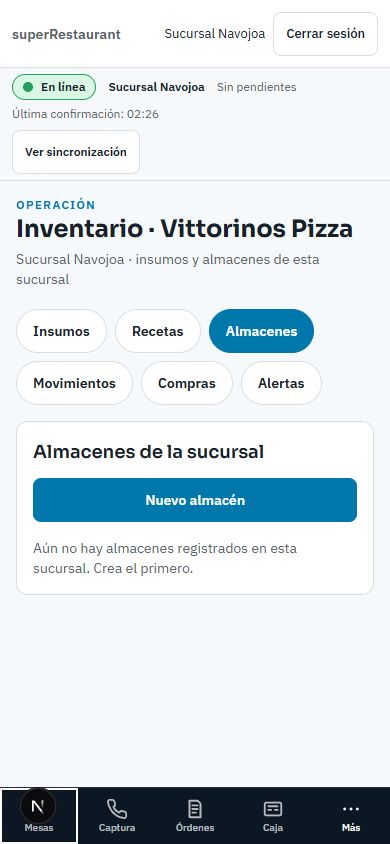 superRestaurant
Sucursal Navojoa
Cerrar sesión
En línea
Sucursal Navojoa
Sin pendientes
Última confirmación: 02:26
Ver sincronización
OPERACIÓN
Inventario · Vittorinos Pizza
Sucursal Navojoa · insumos y almacenes de esta
sucursal
Insumos
Recetas
Almacenes
Movimientos
Compras
Alertas
Almacenes de la sucursal
Nuevo almacén
Aún no hay almacenes registrados en esta
sucursal. Crea el primero.
N
Mesas
Captura
Órdenes
Caja
Más